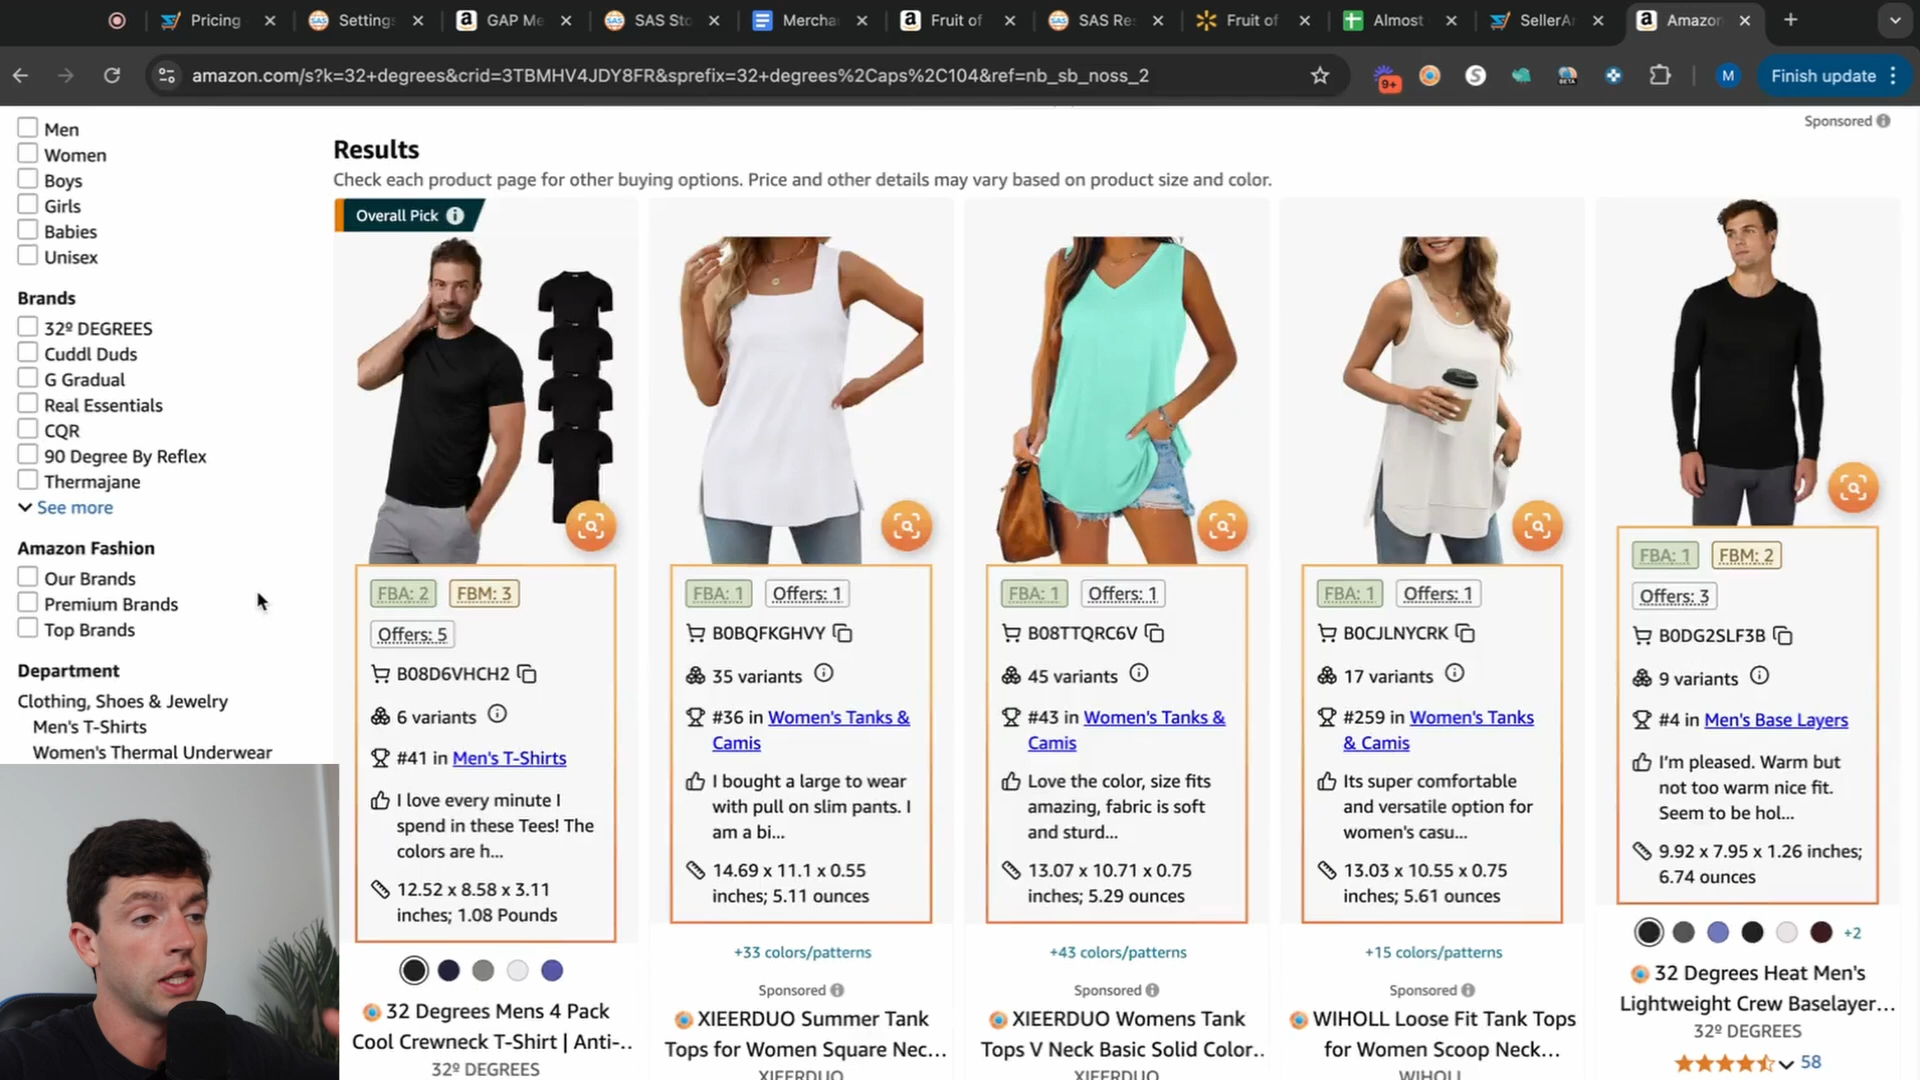 Pricing
Settings
GAP Me
SAS Sto
Mercha
Fruit of
SAS Re
Fruit of
Almost
SellerAm
Amazon
amazon.com/s?k=32+degrees&crid=3TBMHV4JDY8FR&sprefix=32+degrees%2Caps%2C104&ref=nb_sb_noss_2
9+
BETA
M
Finish update
Sponsored
Men
Women
Boys
Girls
Babies
Unisex
Brands
32º DEGREES
Cuddl Duds
G Gradual
Real Essentials
CQR
90 Degree By Reflex
Thermajane
See more
Amazon Fashion
Our Brands
Premium Brands
Top Brands
Department
Clothing, Shoes & Jewelry
Men's T-Shirts
Women's Thermal Underwear
Results
Check each product page for other buying options. Price and other details may vary based on product size and color.
Overall Pick
FBA: 2 FBM: 3
Offers: 5
B08D6VHCH2
6 variants
#41 in Men's T-Shirts
I love every minute I
spend in these Tees! The
colors are h...
12.52 x 8.58 x 3.11
inches; 1.08 Pounds
32 Degrees Mens 4 Pack
Cool Crewneck T-Shirt | Anti-..
32º DEGREES
FBA: 1 Offers: 1
B0BQFKGHVY
35 variants
#36 in Women's Tanks &
Camis
I bought a large to wear
with pull on slim pants. I
am a bi...
14.69 x 11.1 x 0.55
inches; 5.11 ounces
+33 colors/patterns
Sponsored
XIEERDUO Summer Tank
Tops for Women Square Nec...
XIEERDUO
FBA: 1 Offers: 1
B08TTQRC6V
45 variants
#43 in Women's Tanks &
Camis
Love the color, size fits
amazing, fabric is soft
and sturd...
13.07 x 10.71 x 0.75
inches; 5.29 ounces
+43 colors/patterns
Sponsored
XIEERDUO Womens Tank
Tops V Neck Basic Solid Color..
XIEERDUO
FBA: 1 Offers: 1
B0CJLNYCRK
17 variants
#259 in Women's Tanks
& Camis
Its super comfortable
and versatile option for
women's casu...
13.03 x 10.55 x 0.75
inches; 5.61 ounces
+15 colors/patterns
Sponsored
WIHOLL Loose Fit Tank Tops
for Women Scoop Neck...
WIHOLL
FBA: 1 FBM: 2
Offers: 3
B0DG2SLF3B
9 variants
#4 in Men's Base Layers
I'm pleased. Warm but
not too warm nice fit.
Seem to be hol...
9.92 x 7.95 x 1.26 inches;
6.74 ounces
+2
32 Degrees Heat Men's
Lightweight Crew Baselayer...
32º DEGREES
58